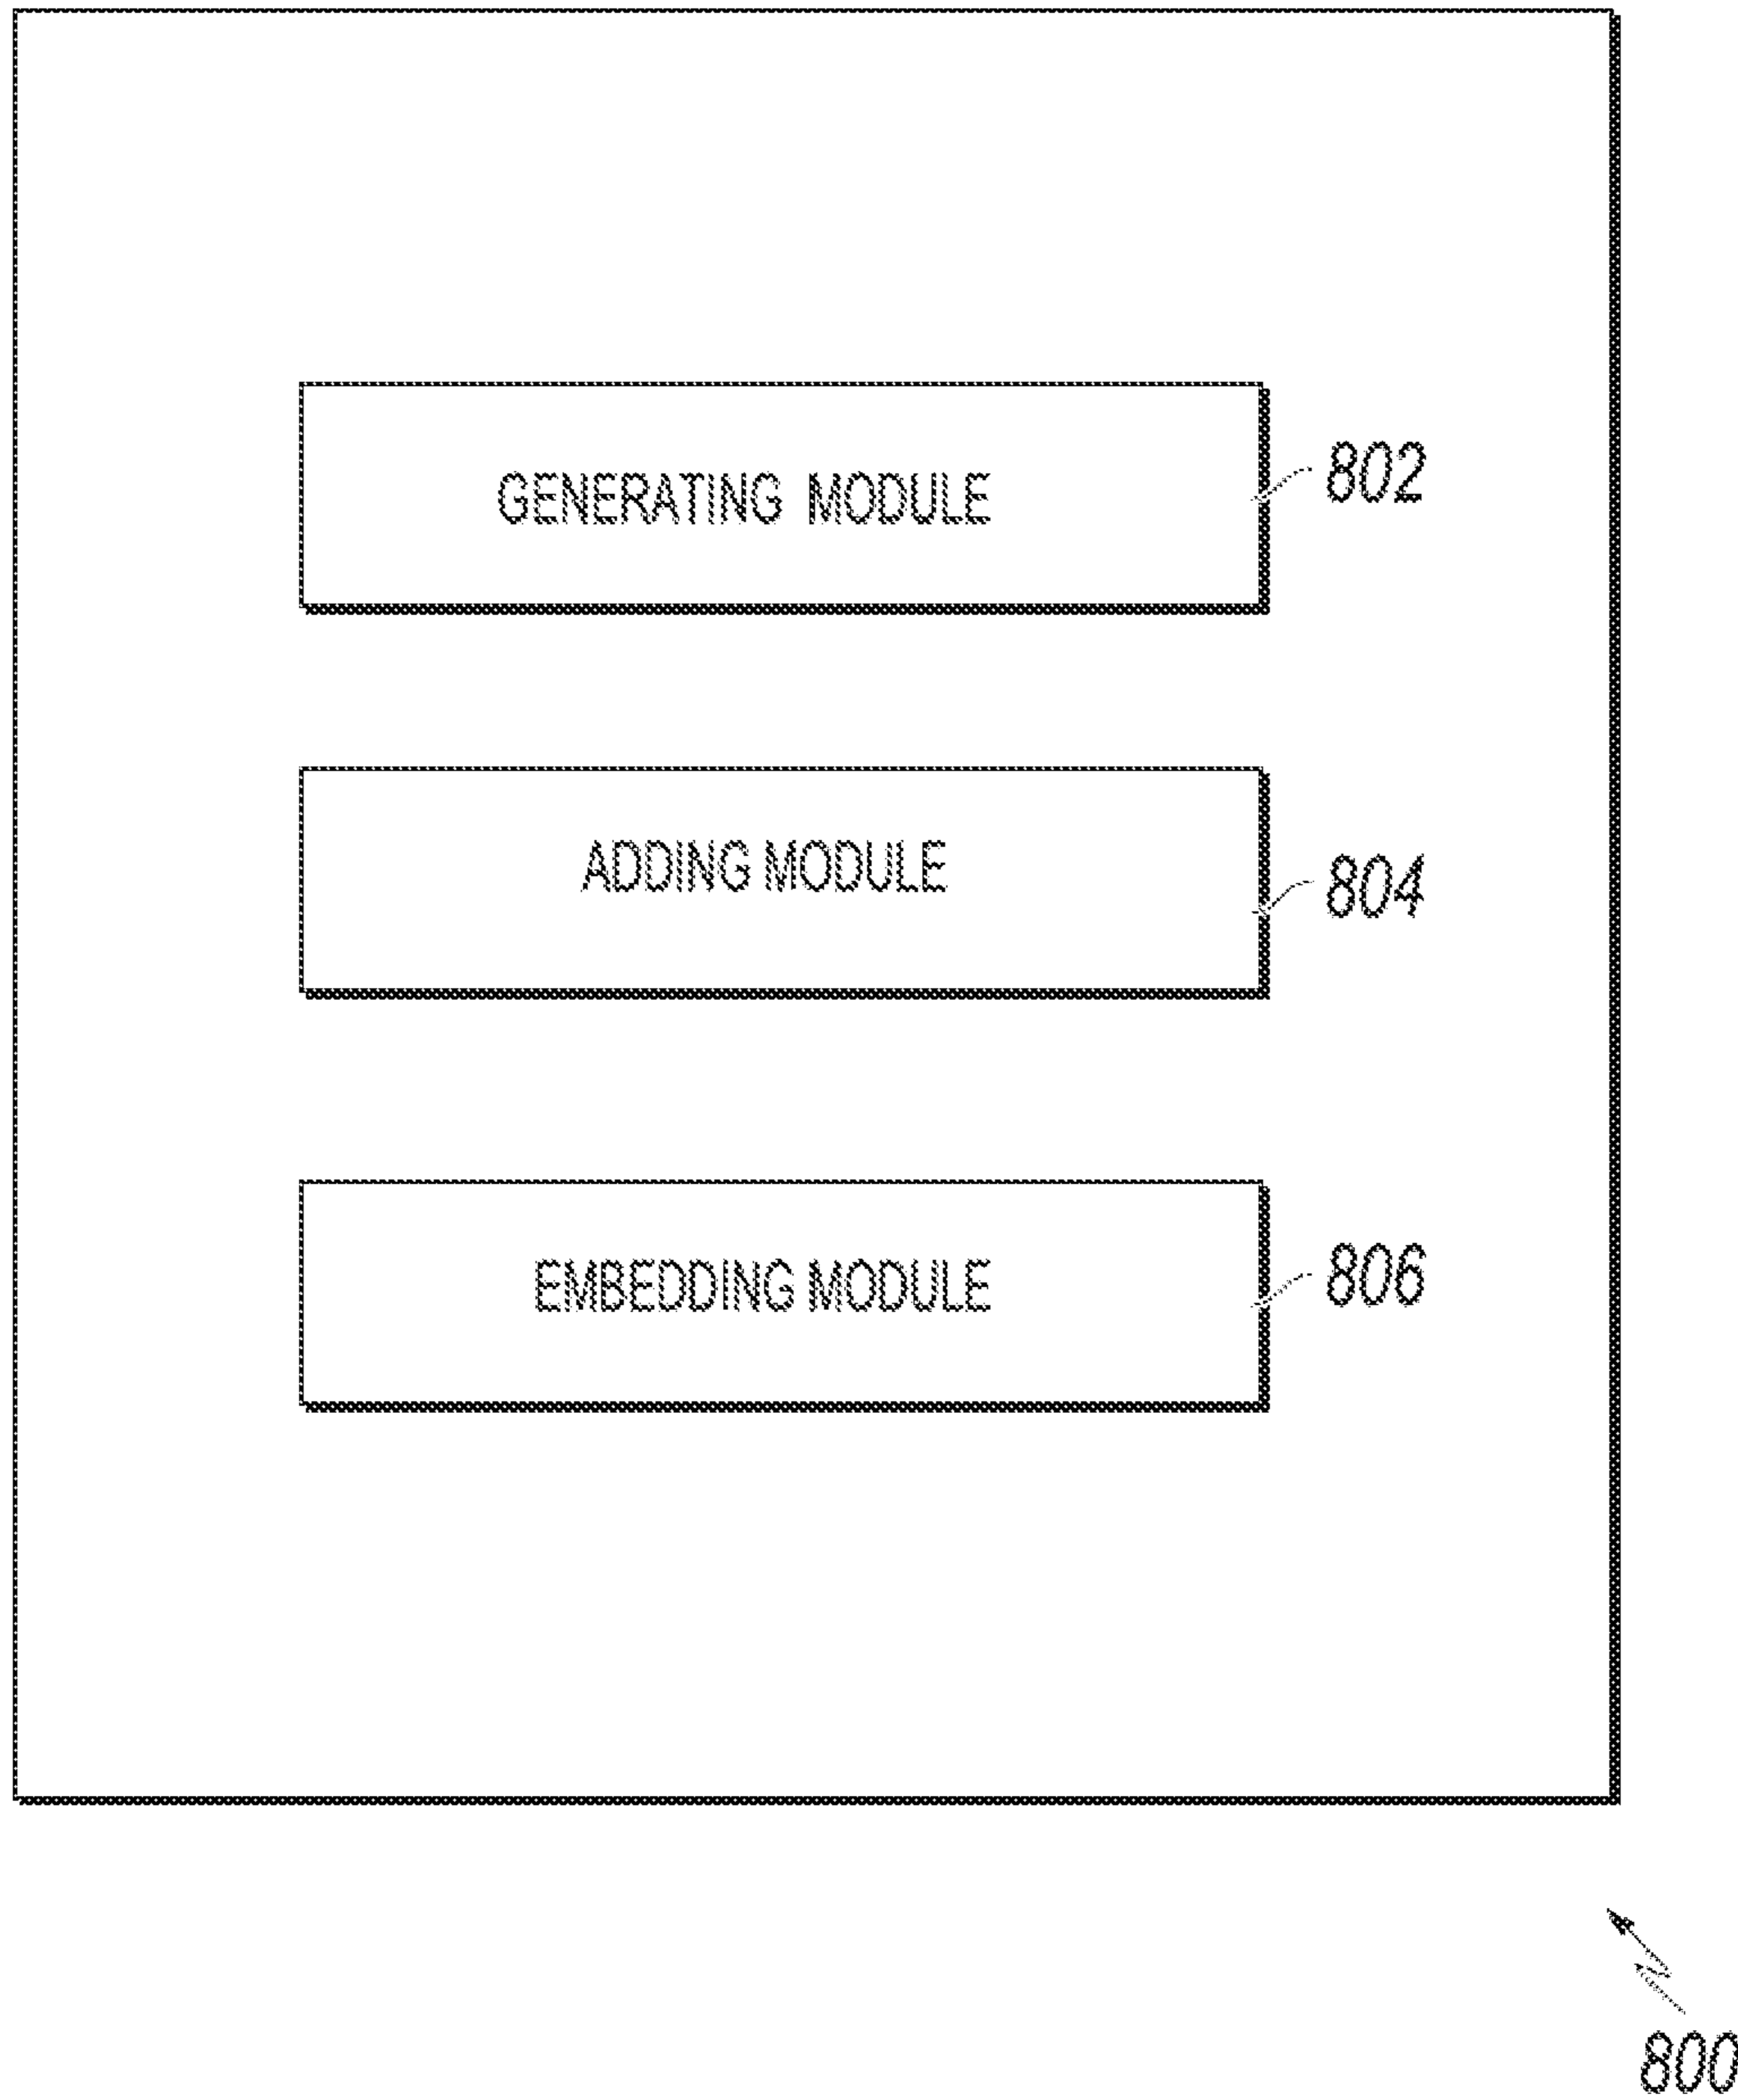 GENERATING MODULE
802
ADDING MODULE
804
EMBEDDING MODULE
806
800